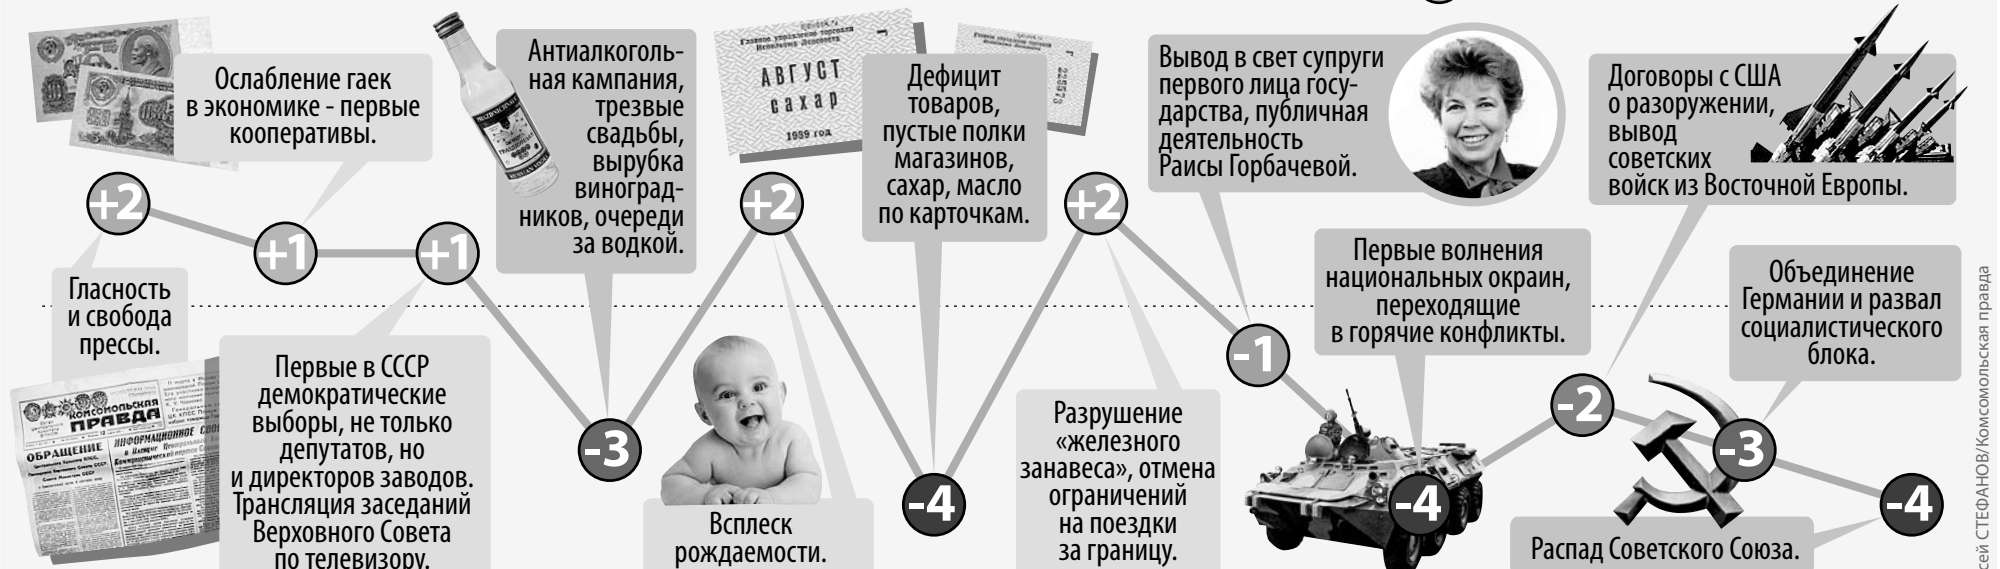 Ослабление гаек
в экономике - первые
кооперативы.
+2
+1
+1
Гласность
и свобода
прессы.
КОМСОМОЛЬСКАЯ
ПРАВДА
ОБРАЩЕНИЕ
ИНФОРМАЦИОННОЕ
Первые в СССР
демократические
выборы, не только
депутатов, но
и директоров заводов.
Трансляция заседаний
Верховного Совета
по телевизору.
Антиалкоголь-
ная кампания,
трезвые
свадьбы,
вырубка
виноград-
ников, очереди
за водкой.
-3
Главное управление торговли
АВГУСТ
сахар
1989 год
+2
Всплеск
рождаемости.
Дефицит
товаров,
пустые полки
магазинов,
сахар, масло
по карточкам.
-4
+2
Разрушение
«железного
занавеса», отмена
ограничений
на поездки
за границу.
Вывод в свет супруги
первого лица госу-
дарства, публичная
деятельность
Раисы Горбачевой.
-1
Первые волнения
национальных окраин,
переходящие
в горячие конфликты.
-4
Договоры с США
о разоружении,
вывод
советских
войск из Восточной Европы.
-2
Объединение
Германии и развал
социалистического
блока.
-3
Распад Советского Союза.
-4
СТЕФАНОВ/Комсомольская правда